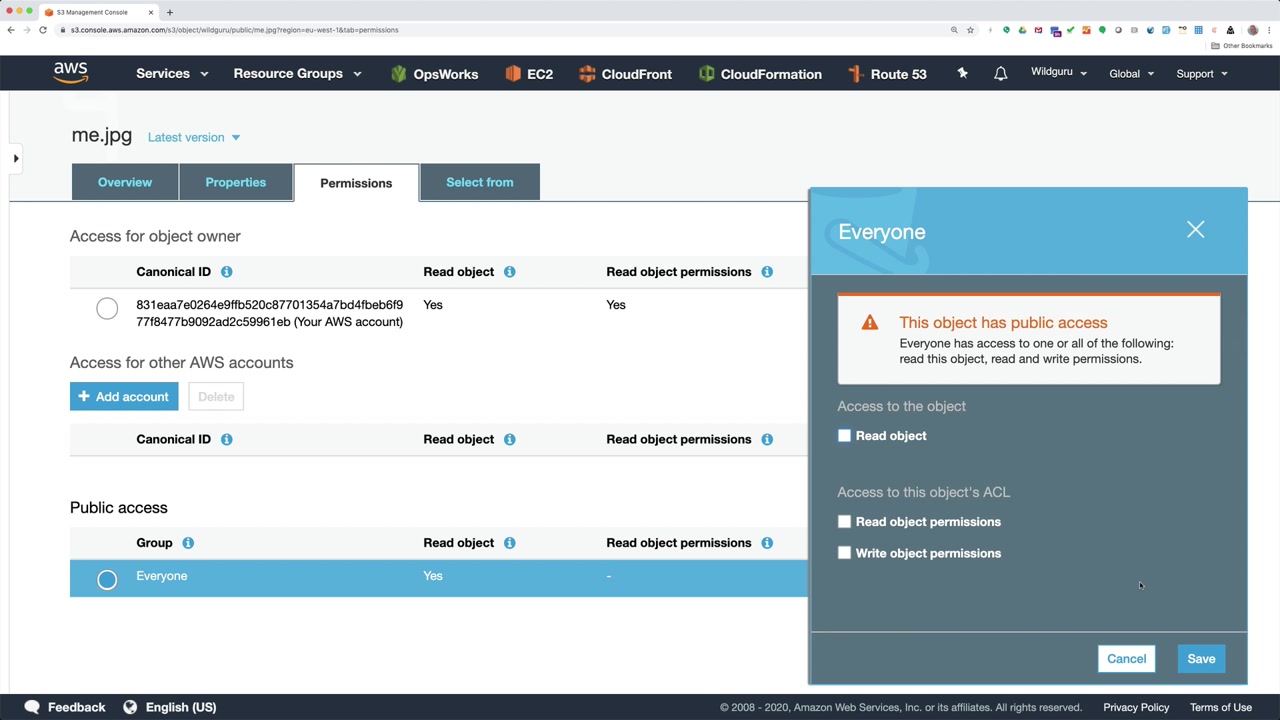 S3 Management Console
s3.console.aws.amazon.com/s3/object/wildguru/public/me.jpg?region=eu-west-1&tab=permissions
Other Bookmarks
aws Services Resource Groups OpsWorks EC2 CloudFront CloudFormation Route 53 Wildguru Global Support
me.jpg Latest version
Overview Properties Permissions Select from
Access for object owner
Canonical ID Read object Read object permissions
831eaa7e0264e9ffb520c87701354a7bd4fbeb6f9 Yes Yes
77f8477b9092ad2c59961eb (Your AWS account)
Access for other AWS accounts
Add account Delete
Canonical ID Read object Read object permissions
Public access
Group Read object Read object permissions
Everyone Yes -
Everyone
This object has public access
Everyone has access to one or all of the following:
read this object, read and write permissions.
Access to the object
Read object
Access to this object's ACL
Read object permissions
Write object permissions
Cancel Save
Feedback English (US) © 2008 - 2020, Amazon Web Services, Inc. or its affiliates. All rights reserved. Privacy Policy Terms of Use